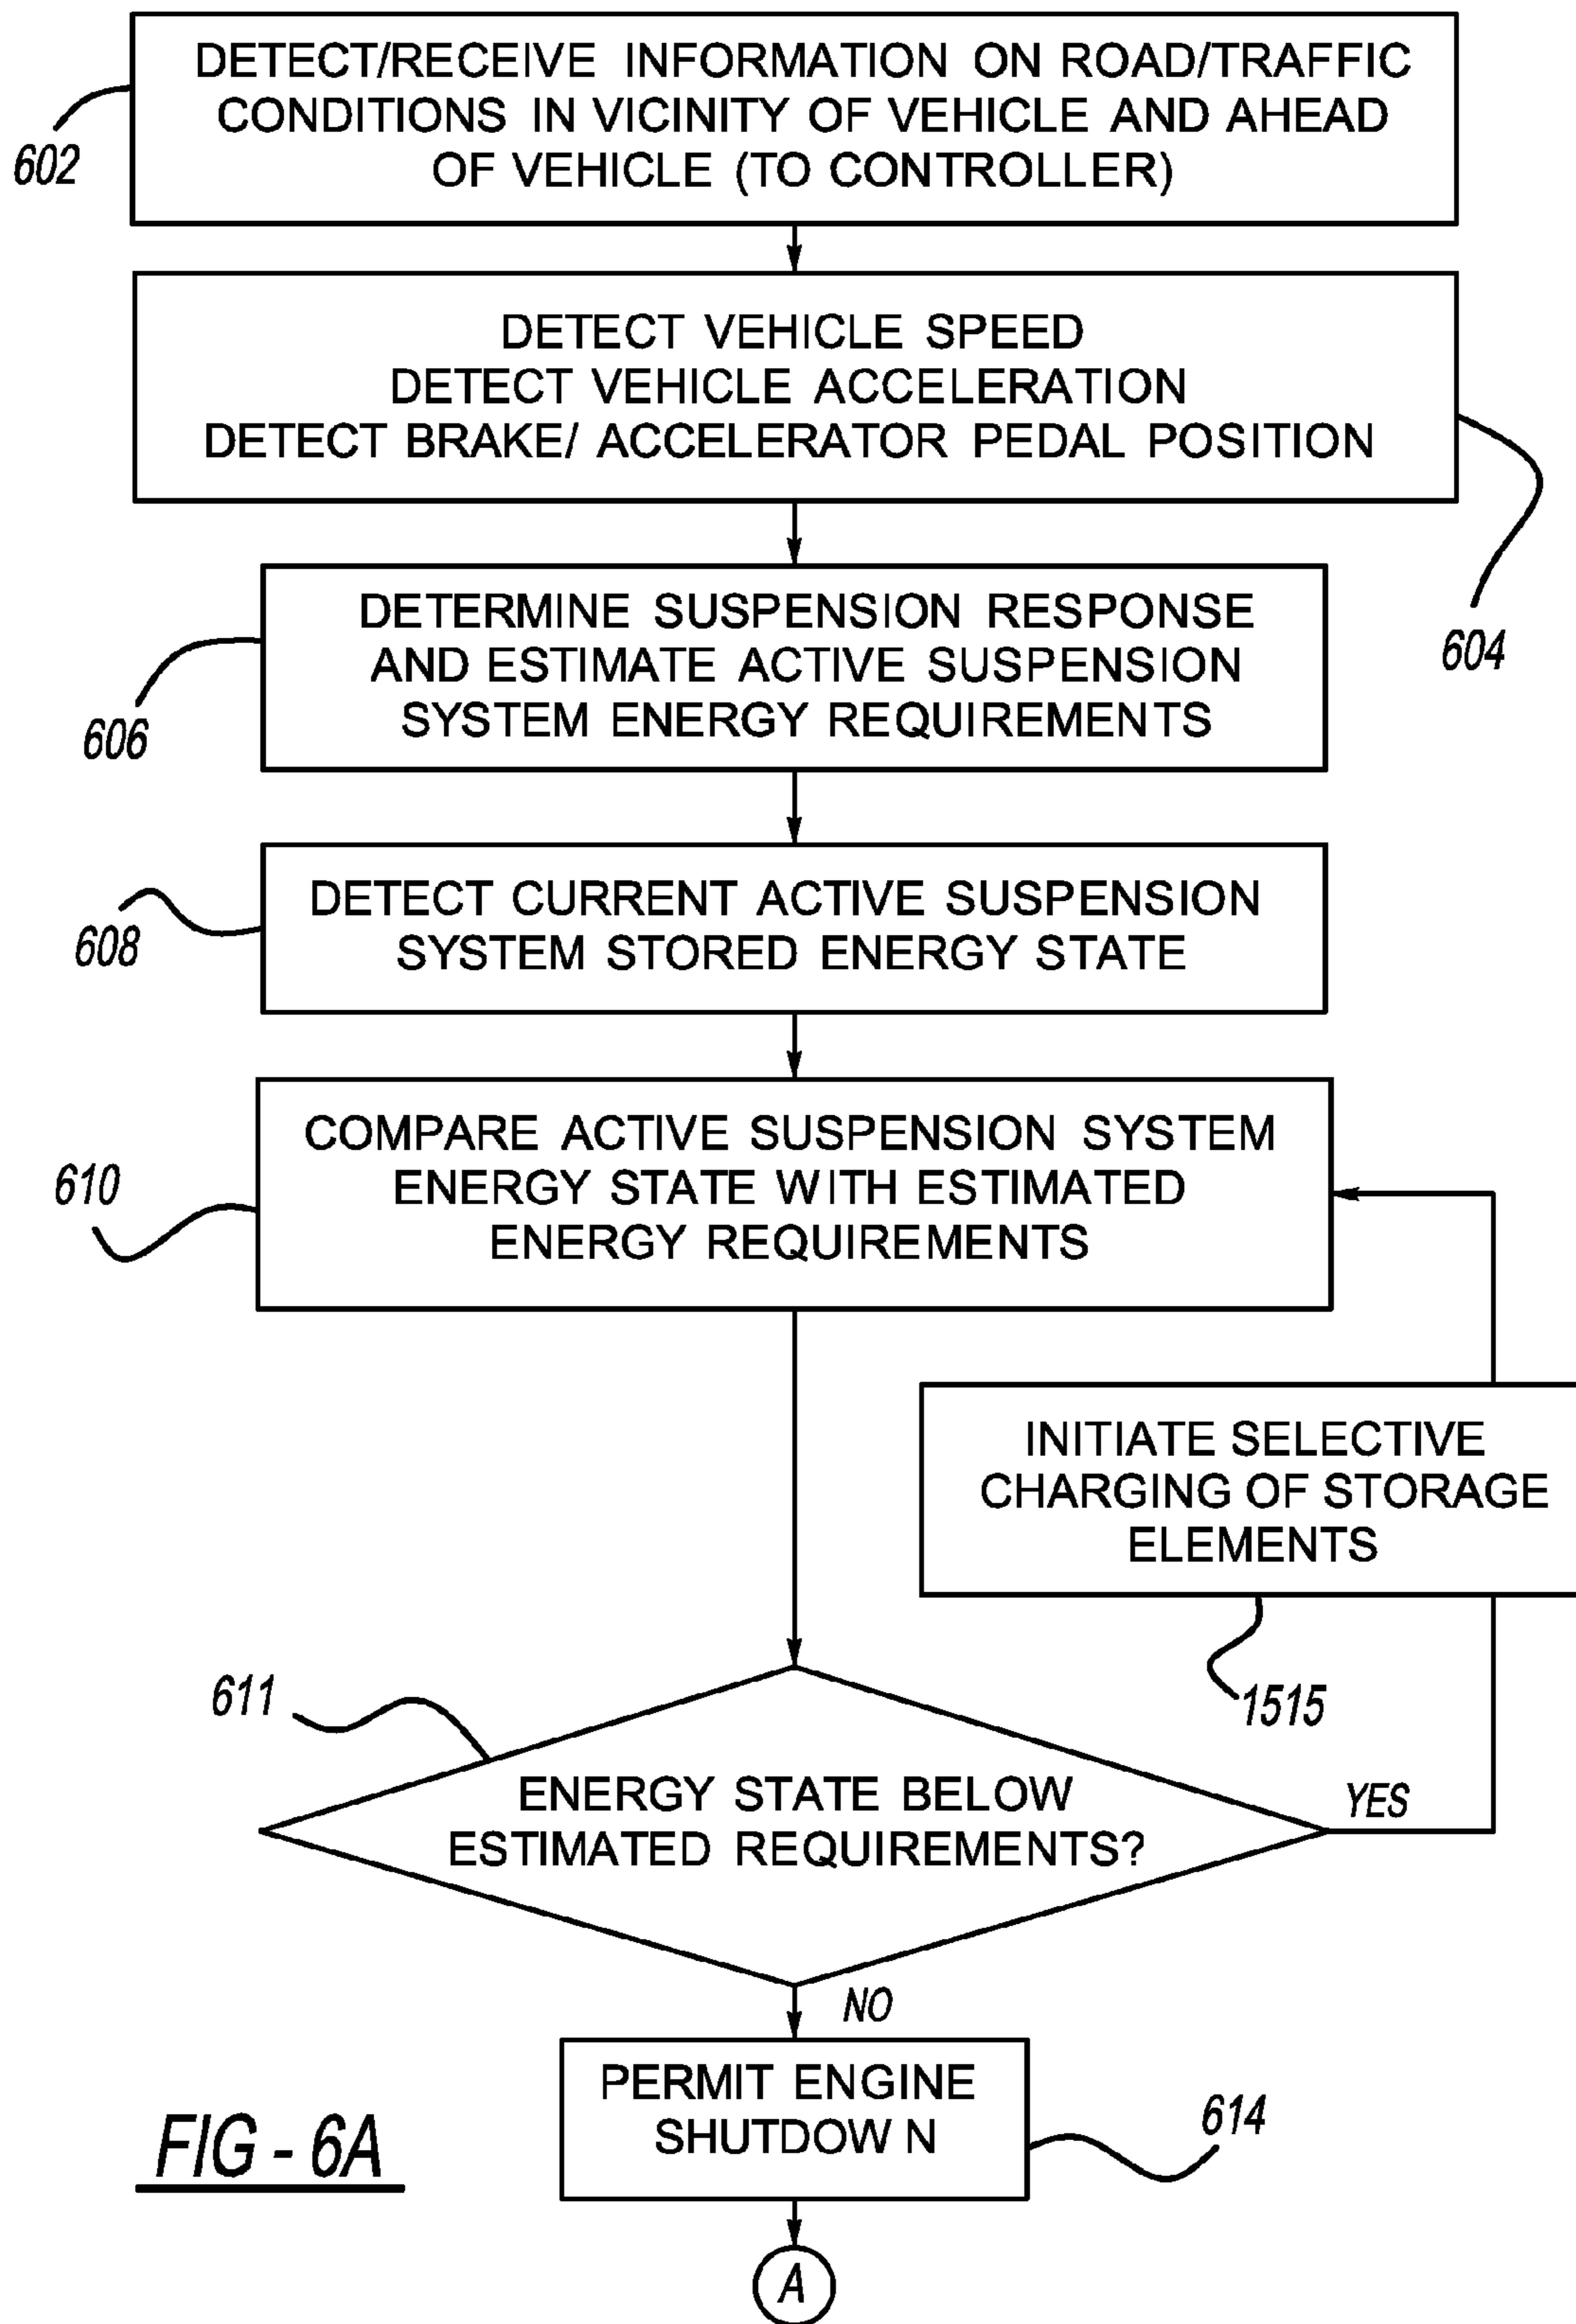 DETECT/RECEIVE INFORMATION ON ROAD/TRAFFIC
CONDITIONS IN VICINITY OF VEHICLE AND AHEAD
OF VEHICLE (TO CONTROLLER)
602
DETECT VEHICLE SPEED
DETECT VEHICLE ACCELERATION
DETECT BRAKE/ ACCELERATOR PEDAL POSITION
604
DETERMINE SUSPENSION RESPONSE
AND ESTIMATE ACTIVE SUSPENSION
SYSTEM ENERGY REQUIREMENTS
606
DETECT CURRENT ACTIVE SUSPENSION
SYSTEM STORED ENERGY STATE
608
COMPARE ACTIVE SUSPENSION SYSTEM
ENERGY STATE WITH ESTIMATED
ENERGY REQUIREMENTS
610
INITIATE SELECTIVE
CHARGING OF STORAGE
ELEMENTS
1515
611
ENERGY STATE BELOW
ESTIMATED REQUIREMENTS?
YES
NO
PERMIT ENGINE
SHUTDOW N
614
FIG - 6A
A